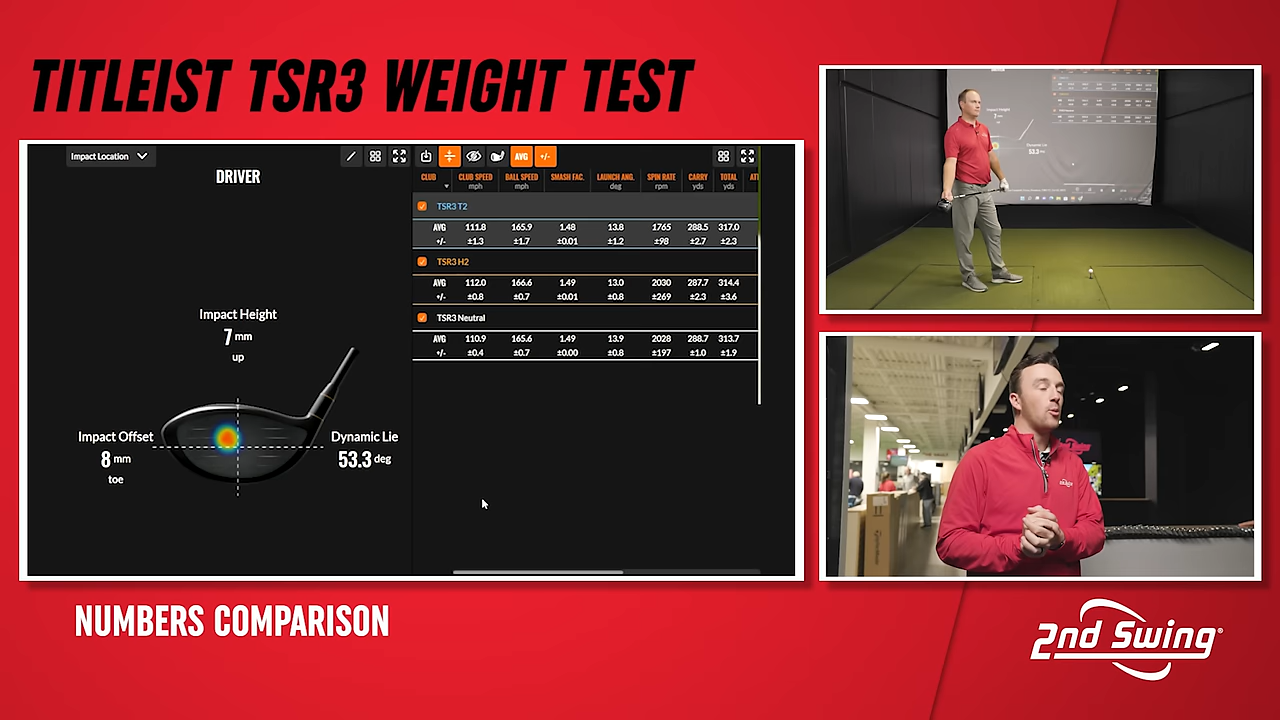 TITLEIST TSR3 WEIGHT TEST
Impact Location
DRIVER
Impact Height
7 mm
up
Impact Offset
8 mm
toe
Dynamic Lie
53.3 deg
AVG +/-
CLUB CLUB SPEED BALL SPEED SMASH FAC. LAUNCH ANG. SPIN RATE CARRY TOTAL
mph mph deg rpm yds yds
TSR3 T2
AVG 111.8 165.9 1.48 13.8 1765 288.5 317.0
+/- ±1.3 ±1.7 ±0.01 ±1.2 ±98 ±2.7 ±2.3
TSR3 H2
AVG 112.0 166.6 1.49 13.0 2030 287.7 314.4
+/- ±0.8 ±0.7 ±0.01 ±0.8 ±269 ±2.3 ±3.6
TSR3 Neutral
AVG 110.9 165.6 1.49 13.9 2028 288.7 313.7
+/- ±0.4 ±0.7 ±0.00 ±0.8 ±197 ±1.0 ±1.9
Impact Height
Dynamic Lie
53.3
NUMBERS COMPARISON
2nd Swing®